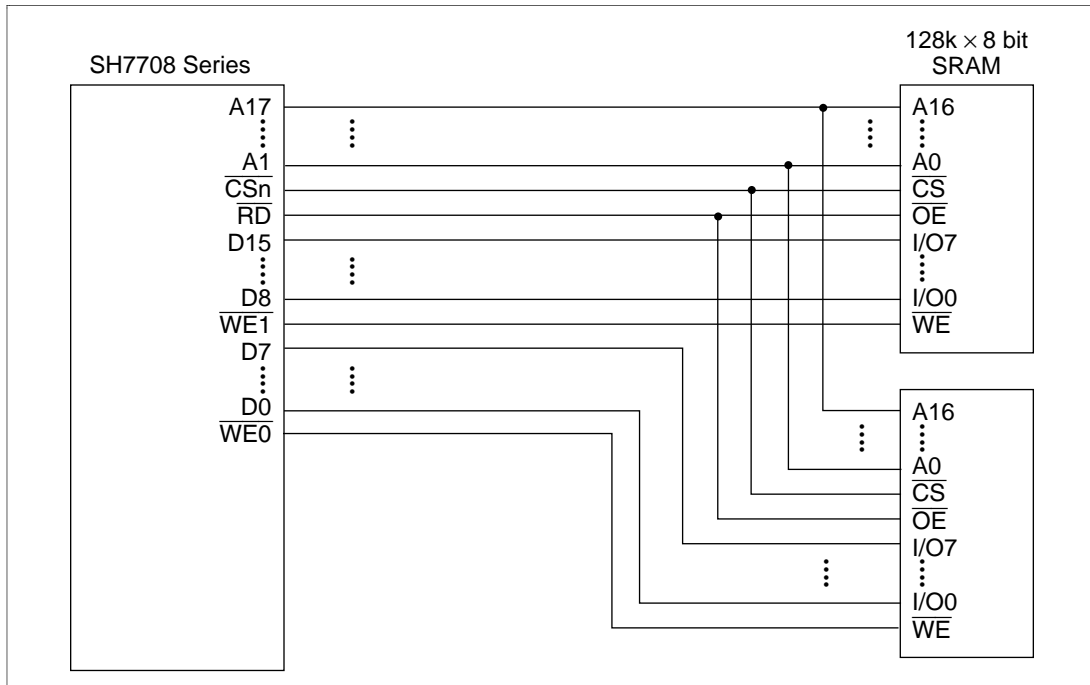 SH7708 Series
A17
A1
CSn
RD
D15
D8
WE1
D7
D0
WE0
128k × 8 bit
SRAM
A16
A0
CS
OE
I/O7
I/O0
WE
A16
A0
CS
OE
I/O7
I/O0
WE